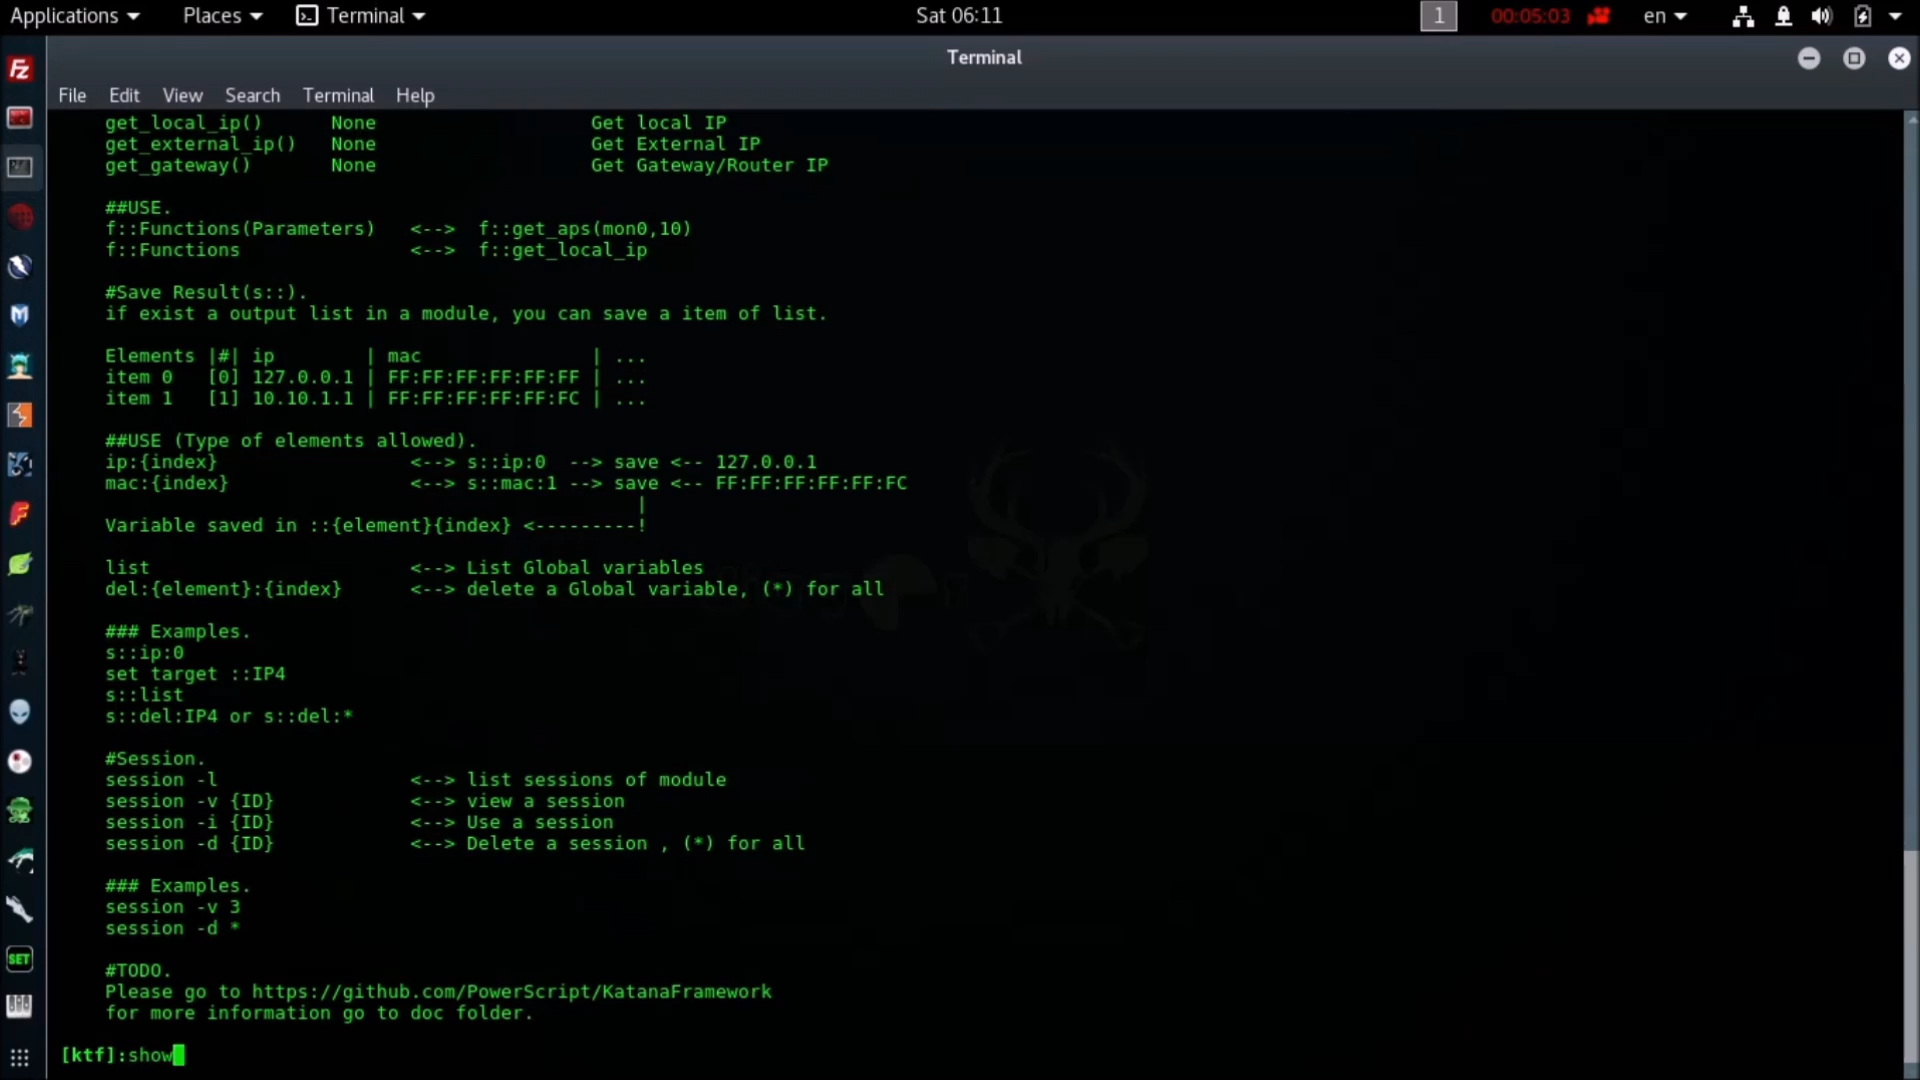 Applications Places Terminal Sat 06:11 1 00:05:03 en
Terminal
File Edit View Search Terminal Help
get_local_ip() None Get local IP
get_external_ip() None Get External IP
get_gateway() None Get Gateway/Router IP
##USE.
f::Functions(Parameters) <--> f::get_aps(mon0,10)
f::Functions <--> f::get_local_ip
#Save Result(s::).
if exist a output list in a module, you can save a item of list.
Elements |#| ip | mac | ...
item 0 [0] 127.0.0.1 | FF:FF:FF:FF:FF:FF | ...
item 1 [1] 10.10.1.1 | FF:FF:FF:FF:FF:FC | ...
##USE (Type of elements allowed).
ip:{index} <--> s::ip:0 --> save <-- 127.0.0.1
mac:{index} <--> s::mac:1 --> save <-- FF:FF:FF:FF:FF:FC
|
Variable saved in ::{element}{index} <---------!
list <--> List Global variables
del:{element}:{index} <--> delete a Global variable, (*) for all
### Examples.
s::ip:0
set target ::IP4
s::list
s::del:IP4 or s::del:*
#Session.
session -l <--> list sessions of module
session -v {ID} <--> view a session
session -i {ID} <--> Use a session
session -d {ID} <--> Delete a session , (*) for all
### Examples.
session -v 3
session -d *
#TODO.
Please go to https://github.com/PowerScript/KatanaFramework
for more information go to doc folder.
[ktf]:show
SET